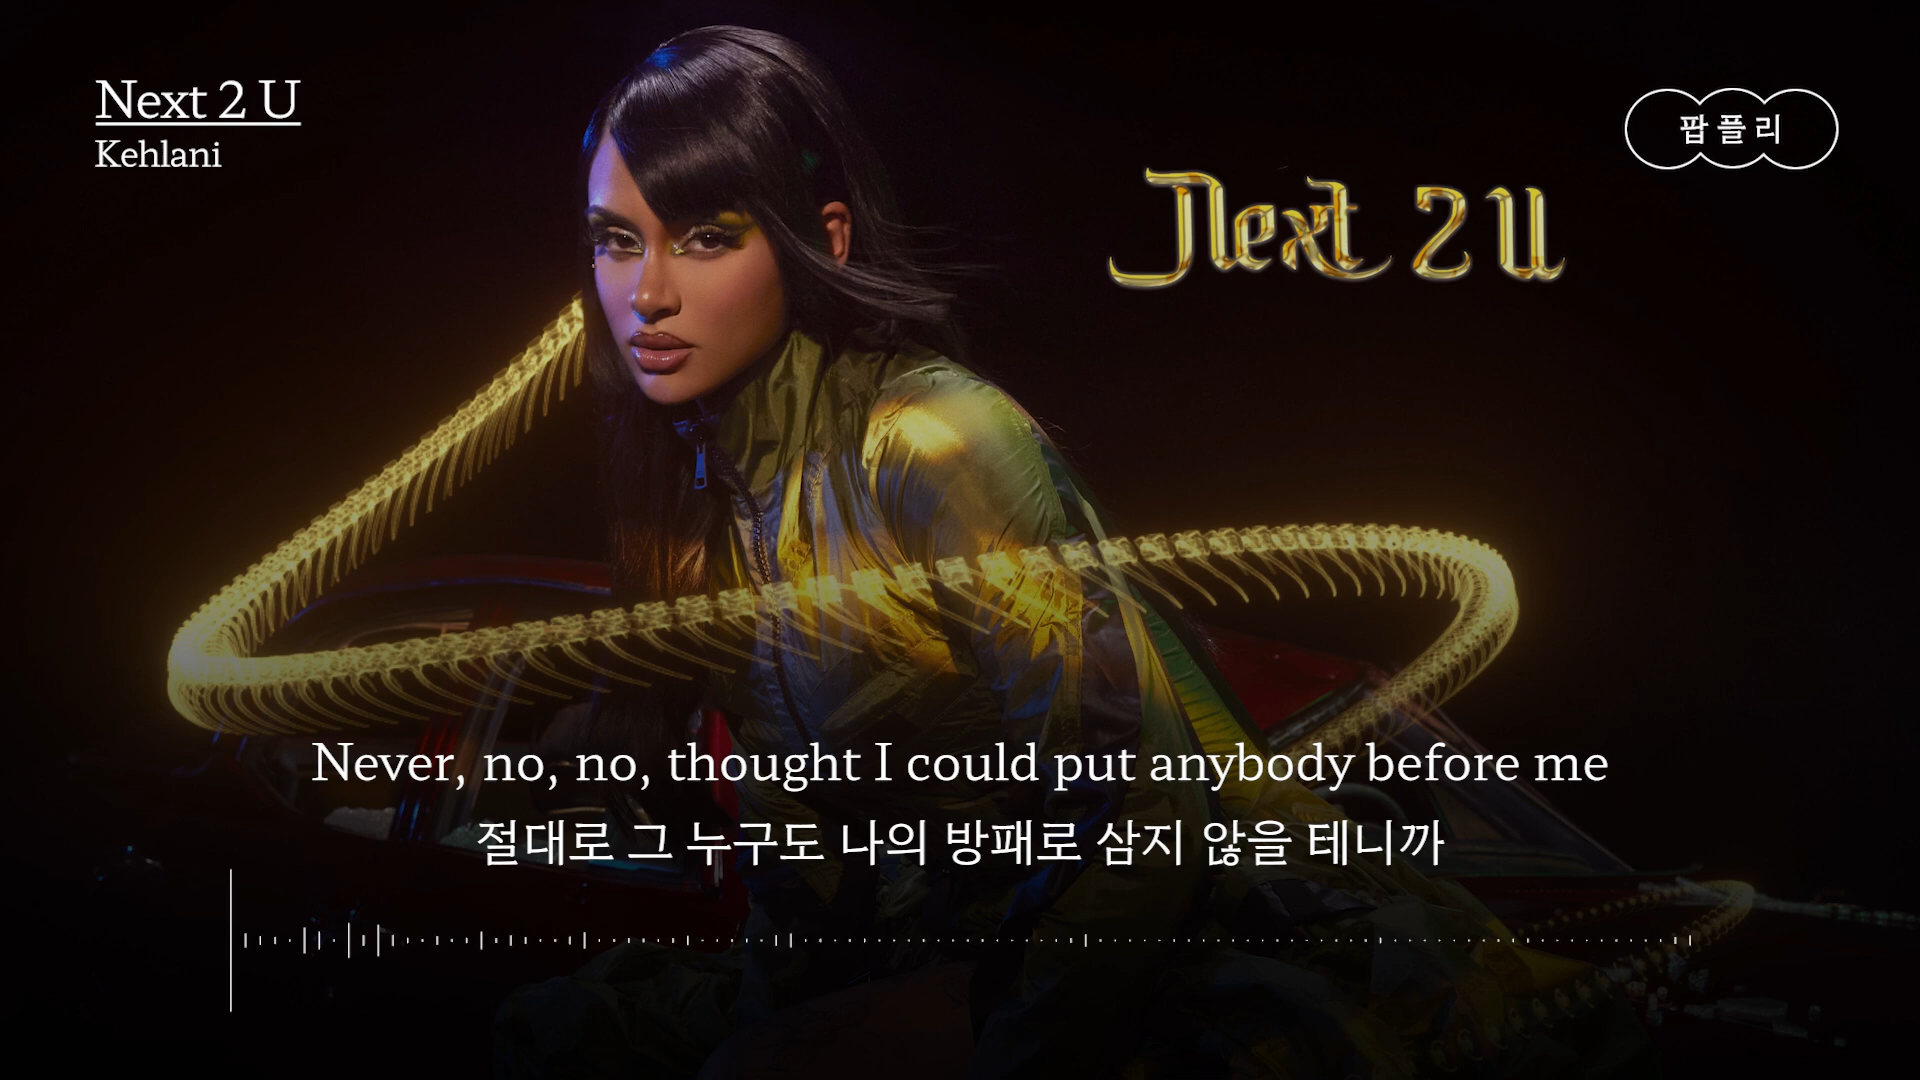 Next 2 U
Kehlani
팝플리
Next 2 U
Never, no, no, thought I could put anybody before me
절대로 그 누구도 나의 방패로 삼지 않을 테니까